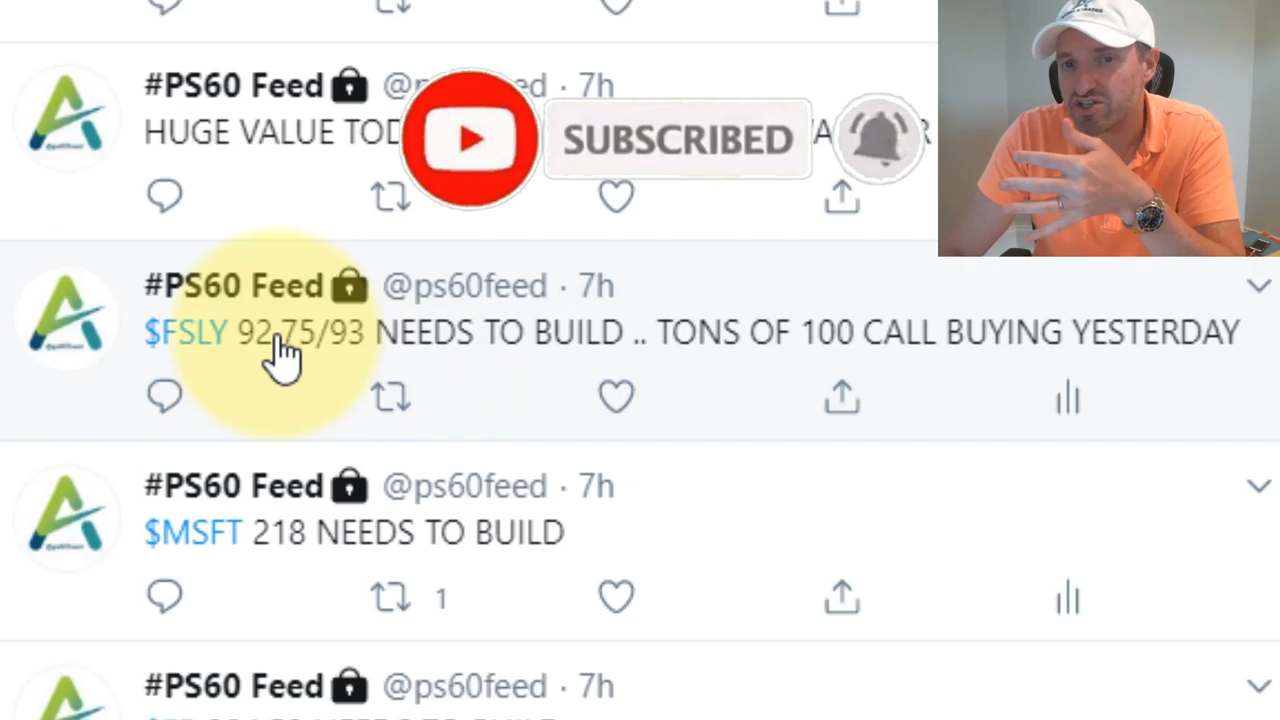 #PS60 Feed @ps60feed · 7h
HUGE VALUE
SUBSCRIBED
#PS60 Feed @ps60feed · 7h
$FSLY 92.75/93 NEEDS TO BUILD .. TONS OF 100 CALL BUYING YESTERDAY
#PS60 Feed @ps60feed · 7h
$MSFT 218 NEEDS TO BUILD
1
#PS60 Feed @ps60feed · 7h